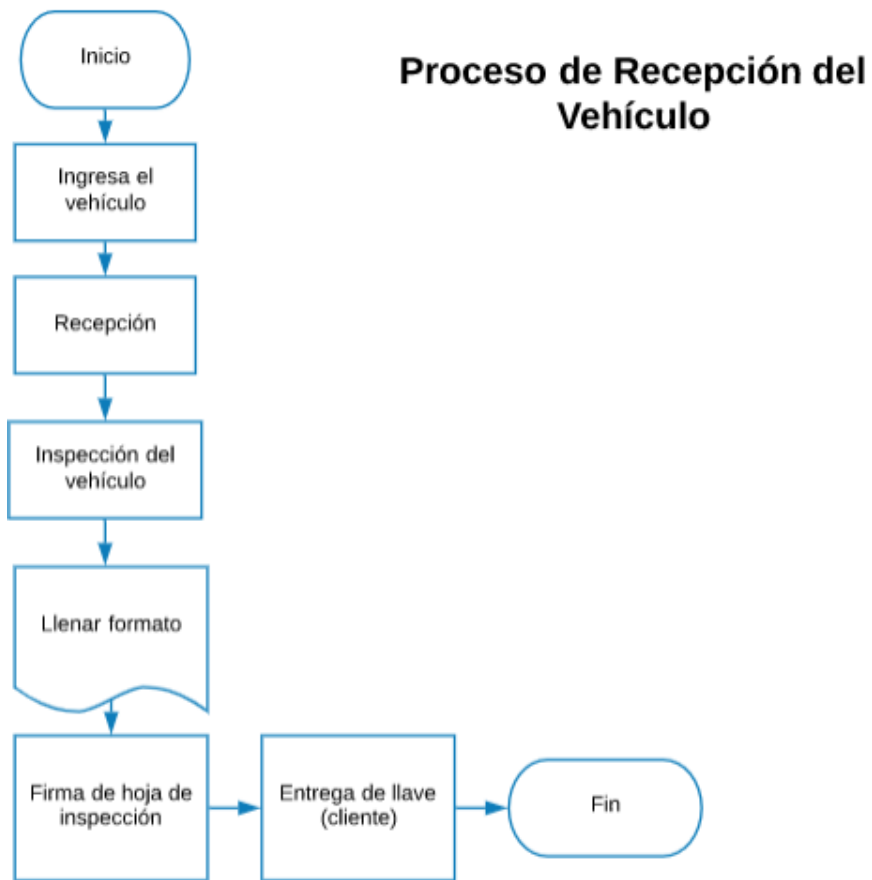 Proceso de Recepción del
Vehículo
Inicio
Ingresa el
vehículo
Recepción
Inspección del
vehículo
Llenar formato
Firma de hoja de
inspección
Entrega de llave
(cliente)
Fin